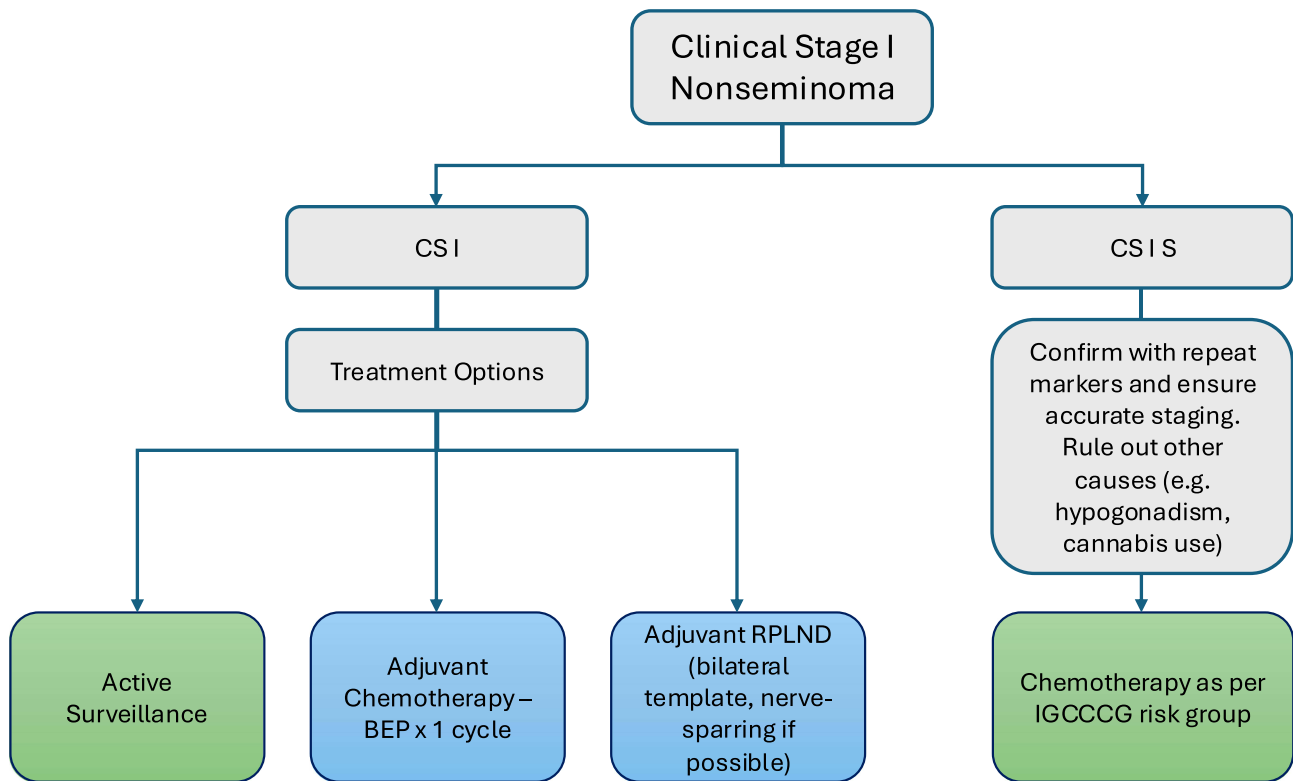 Clinical Stage I
Nonseminoma
CS I
CS I S
Treatment Options
Confirm with repeat
markers and ensure
accurate staging.
Rule out other
causes (e.g.
hypogonadism,
cannabis use)
Active
Surveillance
Adjuvant
Chemotherapy –
BEP x 1 cycle
Adjuvant RPLND
(bilateral
template, nerve-
sparring if
possible)
Chemotherapy as per
IGCCCG risk group